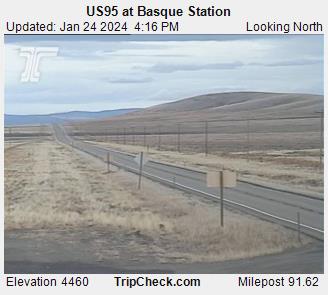 US95 at Basque Station
Updated: Jan 24 2024 4:16 PM Looking North
Elevation 4460 TripCheck.com Milepost 91.62